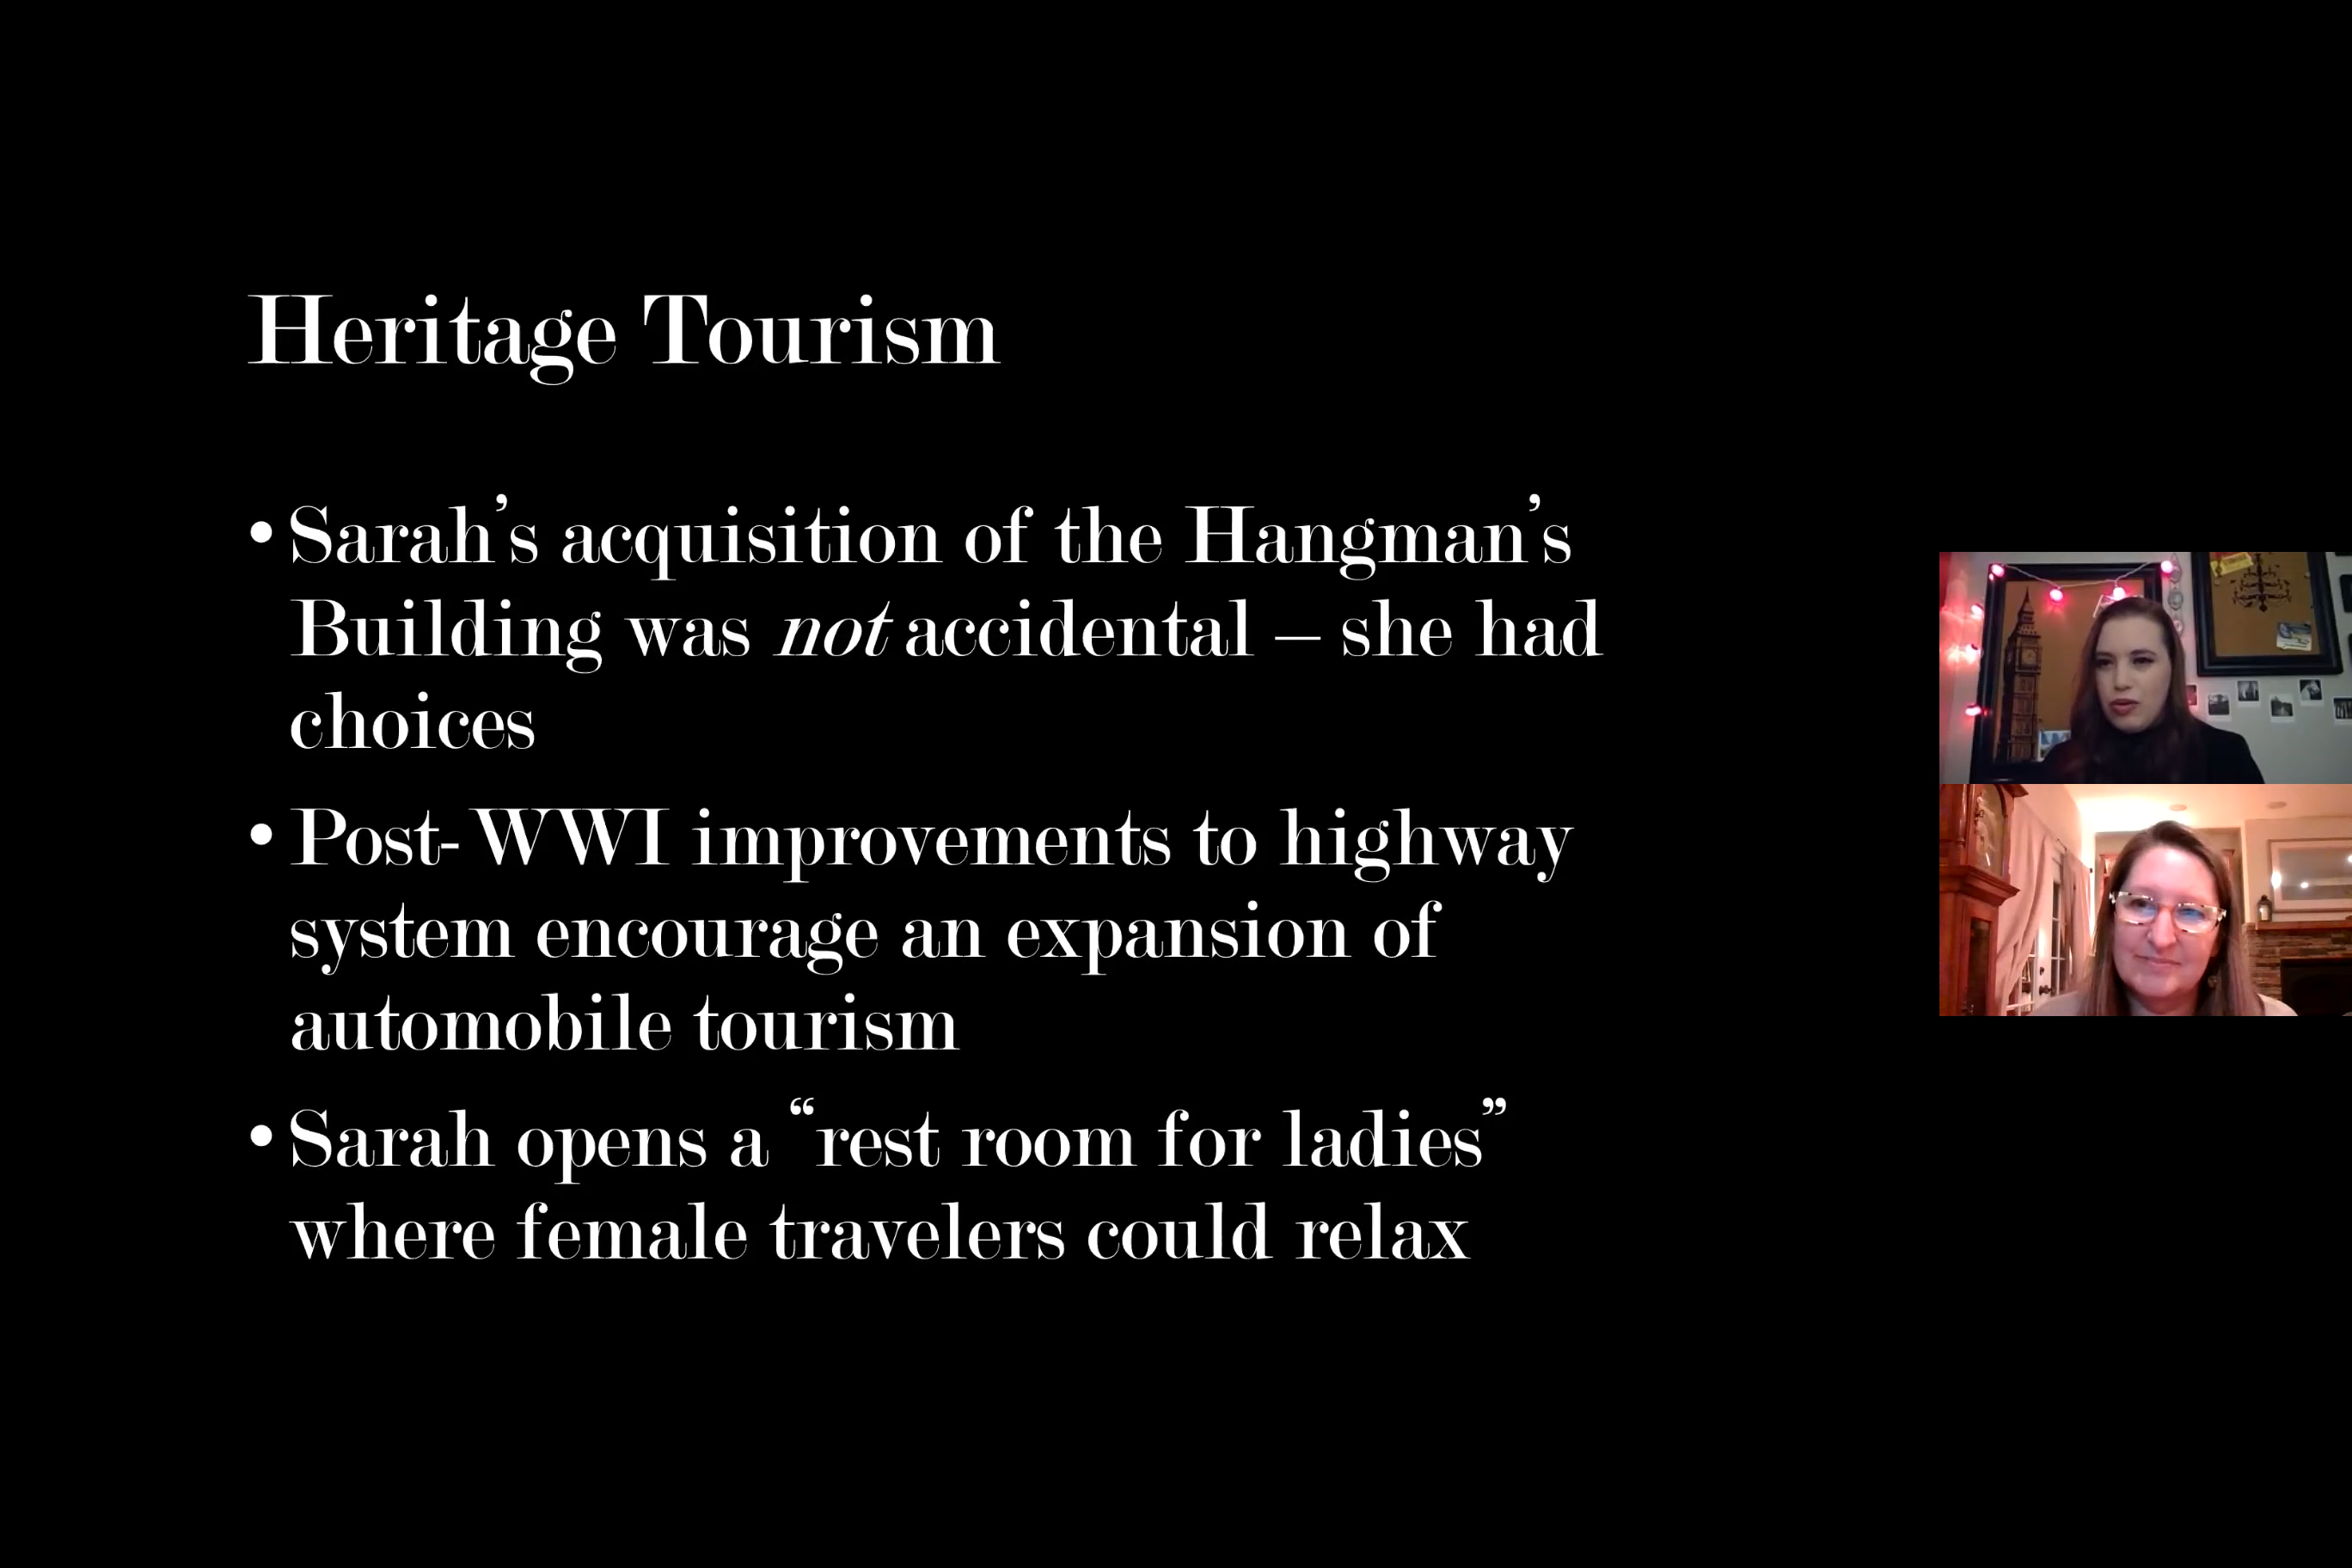 Heritage Tourism
• Sarah’s acquisition of the Hangman’s
Building was not accidental – she had
choices
• Post-WWI improvements to highway
system encourage an expansion of
automobile tourism
• Sarah opens a “rest room for ladies”
where female travelers could relax